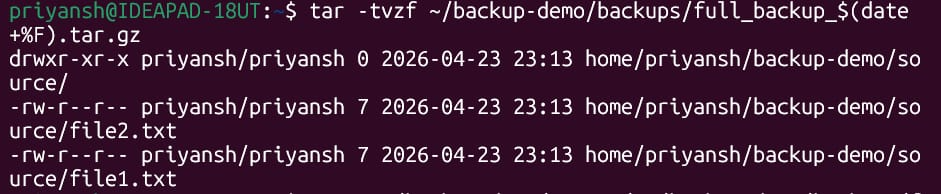 priyansh@IDEAPAD-18UT:~$ tar -tvzf ~/backup-demo/backups/full_backup_$(date
+%F).tar.gz
drwxr-xr-x priyansh/priyansh 0 2026-04-23 23:13 home/priyansh/backup-demo/so
urce/
-rw-r--r-- priyansh/priyansh 7 2026-04-23 23:13 home/priyansh/backup-demo/so
urce/file2.txt
-rw-r--r-- priyansh/priyansh 7 2026-04-23 23:13 home/priyansh/backup-demo/so
urce/file1.txt